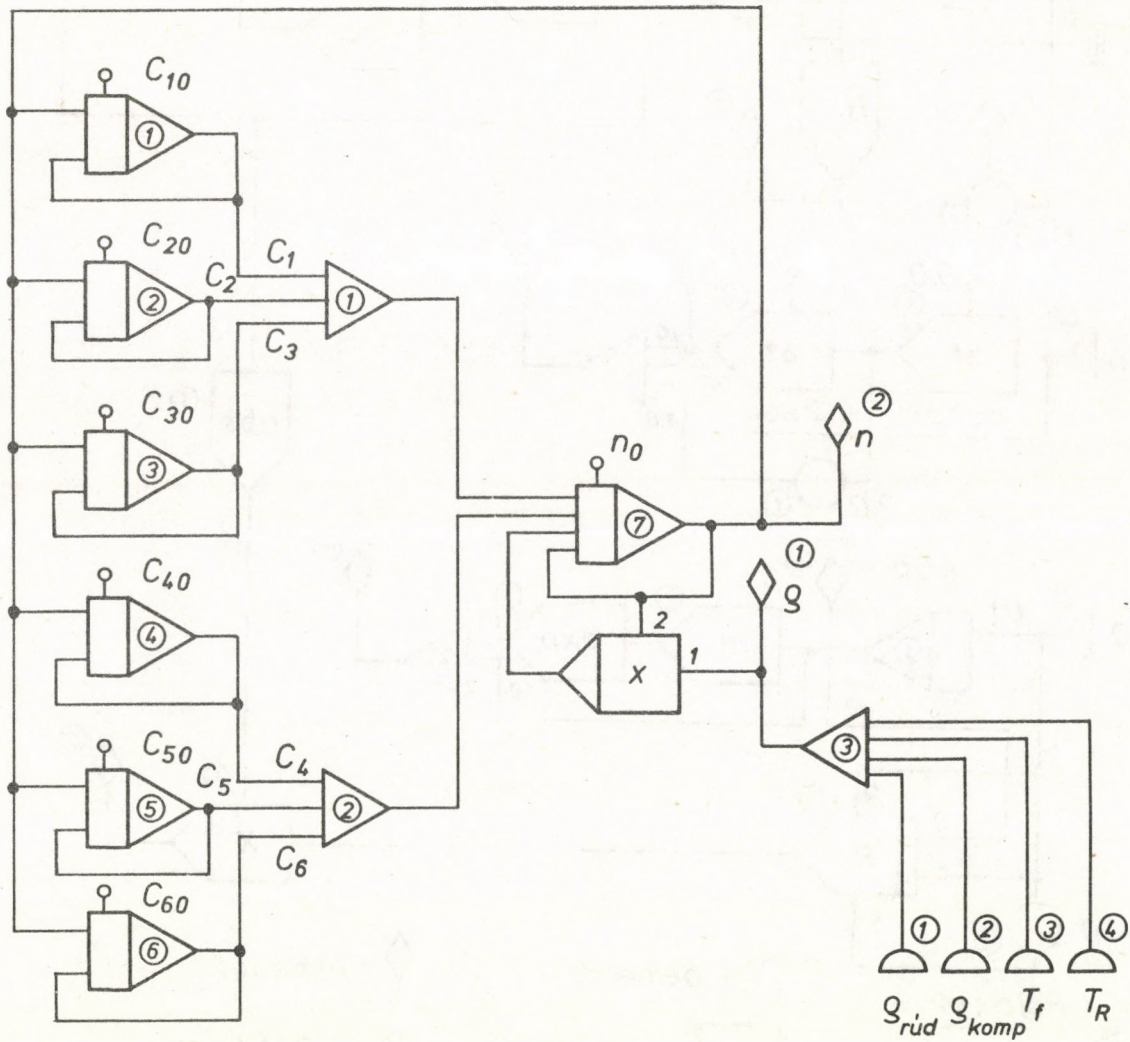 C10
①
C20
②
C1
C2
C3
①
C30
③
②
n
n0
⑦
①
ϱ
2
1
X
C40
④
C50
⑤
C4
C5
C6
②
③
C60
⑥
①
②
③
④
ϱrúd
ϱkomp
Tf
TR